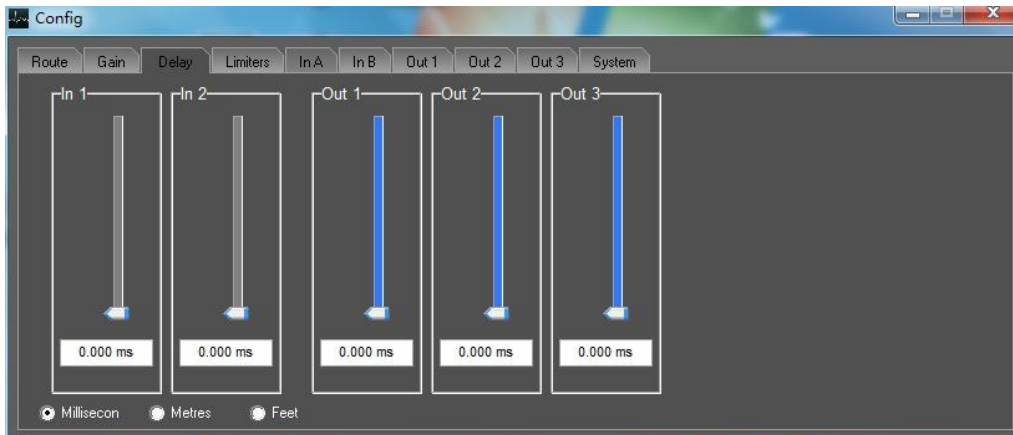 Config
Route Gain Delay Limiters In A In B Out 1 Out 2 Out 3 System
In 1 In 2 Out 1 Out 2 Out 3
0.000 ms 0.000 ms 0.000 ms 0.000 ms 0.000 ms
Millisecon Metres Feet